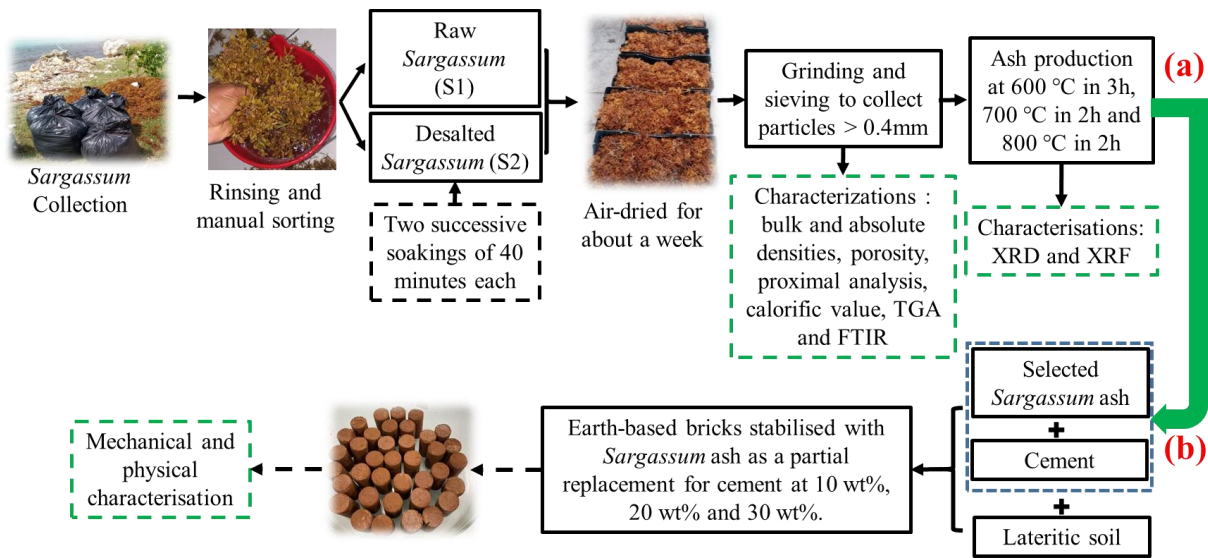 Sargassum
Collection
Rinsing and
manual sorting
Raw
Sargassum
(S1)
Desalted
Sargassum (S2)
Two successive
soakings of 40
minutes each
Air-dried for
about a week
Grinding and
sieving to collect
particles > 0.4mm
Characterizations :
bulk and absolute
densities, porosity,
proximal analysis,
calorific value, TGA
and FTIR
Ash production
at 600 °C in 3h,
700 °C in 2h and
800 °C in 2h
Characterisations:
XRD and XRF
(a)
Selected
Sargassum ash
+
Cement
(b)
+
Lateritic soil
Earth-based bricks stabilised with
Sargassum ash as a partial
replacement for cement at 10 wt%,
20 wt% and 30 wt%.
Mechanical and
physical
characterisation